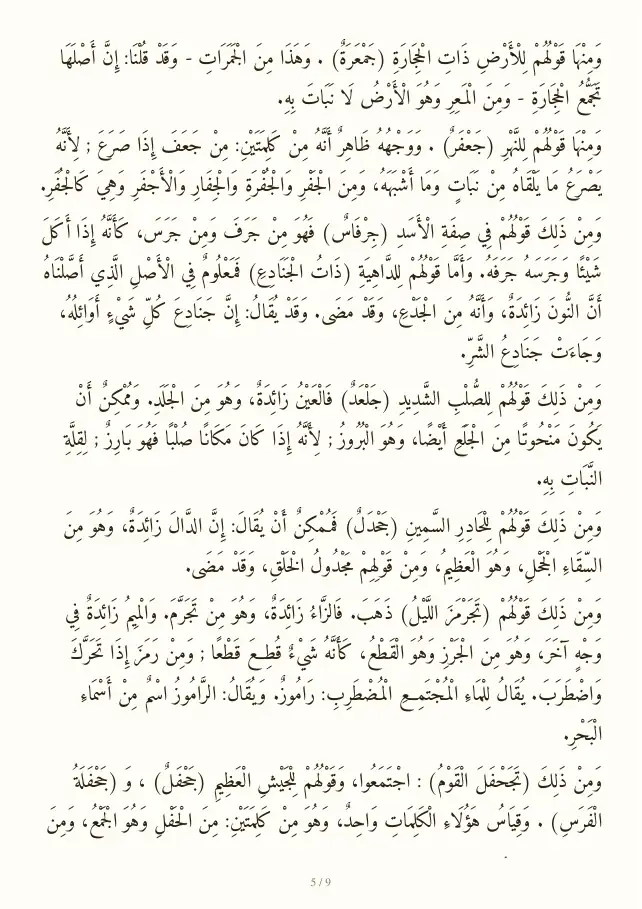 وَمِنْهَا قَوْلُهُمْ لِلْأَرْضِ ذَاتِ الْحِجَارَةِ (جَمْعَرَةٌ) . وَهَذَا مِنَ الْجَمَرَاتِ - وَقَدْ قُلْنَا: إِنَّ أَصْلَهَا
تَجَمُّعُ الْحِجَارَةِ - وَمِنَ الْمَعِرِ وَهُوَ الْأَرْضُ لَا نَبَاتَ بِهِ.
وَمِنْهَا قَوْلُهُمْ لِلنَّهْرِ (جَعْفَرٌ) . وَوَجْهُهُ ظَاهِرٌ أَنَّهُ مِنْ كَلِمَتَيْنِ: مِنْ جَعَفَ إِذَا صَرَعَ ; لِأَنَّهُ
يَصْرَعُ مَا يَلْقَاهُ مِنْ نَبَاتٍ وَمَا أَشْبَهَهُ، وَمِنَ الْجَفْرِ وَالْجُفْرَةِ وَالْجِفَارِ وَالْأَجْفَرِ وَهِيَ كَالْجُفَرِ.
وَمِنْ ذَلِكَ قَوْلُهُمْ فِي صِفَةِ الْأَسَدِ (جِرْفَاسٌ) فَهُوَ مِنْ جَرَفَ وَمِنْ جَرَسَ، كَأَنَّهُ إِذَا أَكَلَ
شَيْئًا وَجَرَسَهُ جَرَفَهُ. وَأَمَّا قَوْلُهُمْ لِلدَّاهِيَةِ (ذَاتُ الْجَنَادِعِ) فَمَعْلُومٌ فِي الْأَصْلِ الَّذِي أَصَّلْنَاهُ
أَنَّ النُّونَ زَائِدَةٌ، وَأَنَّهُ مِنَ الْجَدْعِ، وَقَدْ مَضَى. وَقَدْ يُقَالُ: إِنَّ جَنَادِعَ كُلِّ شَيْءٍ أَوَائِلُهُ،
وَجَاءَتْ جَنَادِعُ الشَّرِّ.
وَمِنْ ذَلِكَ قَوْلُهُمْ لِلصُّلْبِ الشَّدِيدِ (جَلْعَدٌ) فَالْعَيْنُ زَائِدَةٌ، وَهُوَ مِنَ الْجَلَدِ. وَمُمْكِنٌ أَنْ
يَكُونَ مَنْحُوتًا مِنَ الْجَلَعِ أَيْضًا، وَهُوَ الْبُرُوزُ ; لِأَنَّهُ إِذَا كَانَ مَكَانًا صُلْبًا فَهُوَ بَارِزٌ ; لِقِلَّةِ
النَّبَاتِ بِهِ.
وَمِنْ ذَلِكَ قَوْلُهُمْ لِلْحَادِرِ السَّمِينِ (جَحْدَلٌ) فَمُمْكِنٌ أَنْ يُقَالَ: إِنَّ الدَّالَ زَائِدَةٌ، وَهُوَ مِنَ
السِّقَاءِ الْجَحْلِ، وَهُوَ الْعَظِيمُ، وَمِنْ قَوْلِهِمْ مَجْدُولُ الْخَلْقِ، وَقَدْ مَضَى.
وَمِنْ ذَلِكَ قَوْلُهُمْ (تَجَرْمَزَ اللَّيْلُ) ذَهَبَ. فَالزَّاءُ زَائِدَةٌ، وَهُوَ مِنْ تَجَرَّمَ. وَالْمِيمُ زَائِدَةٌ فِي
وَجْهٍ آخَرَ، وَهُوَ مِنَ الْجَرْزِ وَهُوَ الْقَطْعُ، كَأَنَّهُ شَيْءٌ قُطِعَ قَطْعًا ; وَمِنْ رَمَزَ إِذَا تَحَرَّكَ
وَاضْطَرَبَ. يُقَالُ لِلْمَاءِ الْمُجْتَمِعِ الْمُضْطَرِبِ: رَامُوزٌ. وَيُقَالُ: الرَّامُوزُ اسْمٌ مِنْ أَسْمَاءِ
الْبَحْرِ.
وَمِنْ ذَلِكَ (تَجَحْفَلَ الْقَوْمُ) : اجْتَمَعُوا، وَقَوْلُهُمْ لِلْجَيْشِ الْعَظِيمِ (جَحْفَلٌ) ، وَ (جَحْفَلَةُ
الْفَرَسِ) . وَقِيَاسُ هَؤُلَاءِ الْكَلِمَاتِ وَاحِدٌ، وَهُوَ مِنْ كَلِمَتَيْنِ: مِنَ الْحَفْلِ وَهُوَ الْجَمْعُ، وَمِنَ
5 / 9